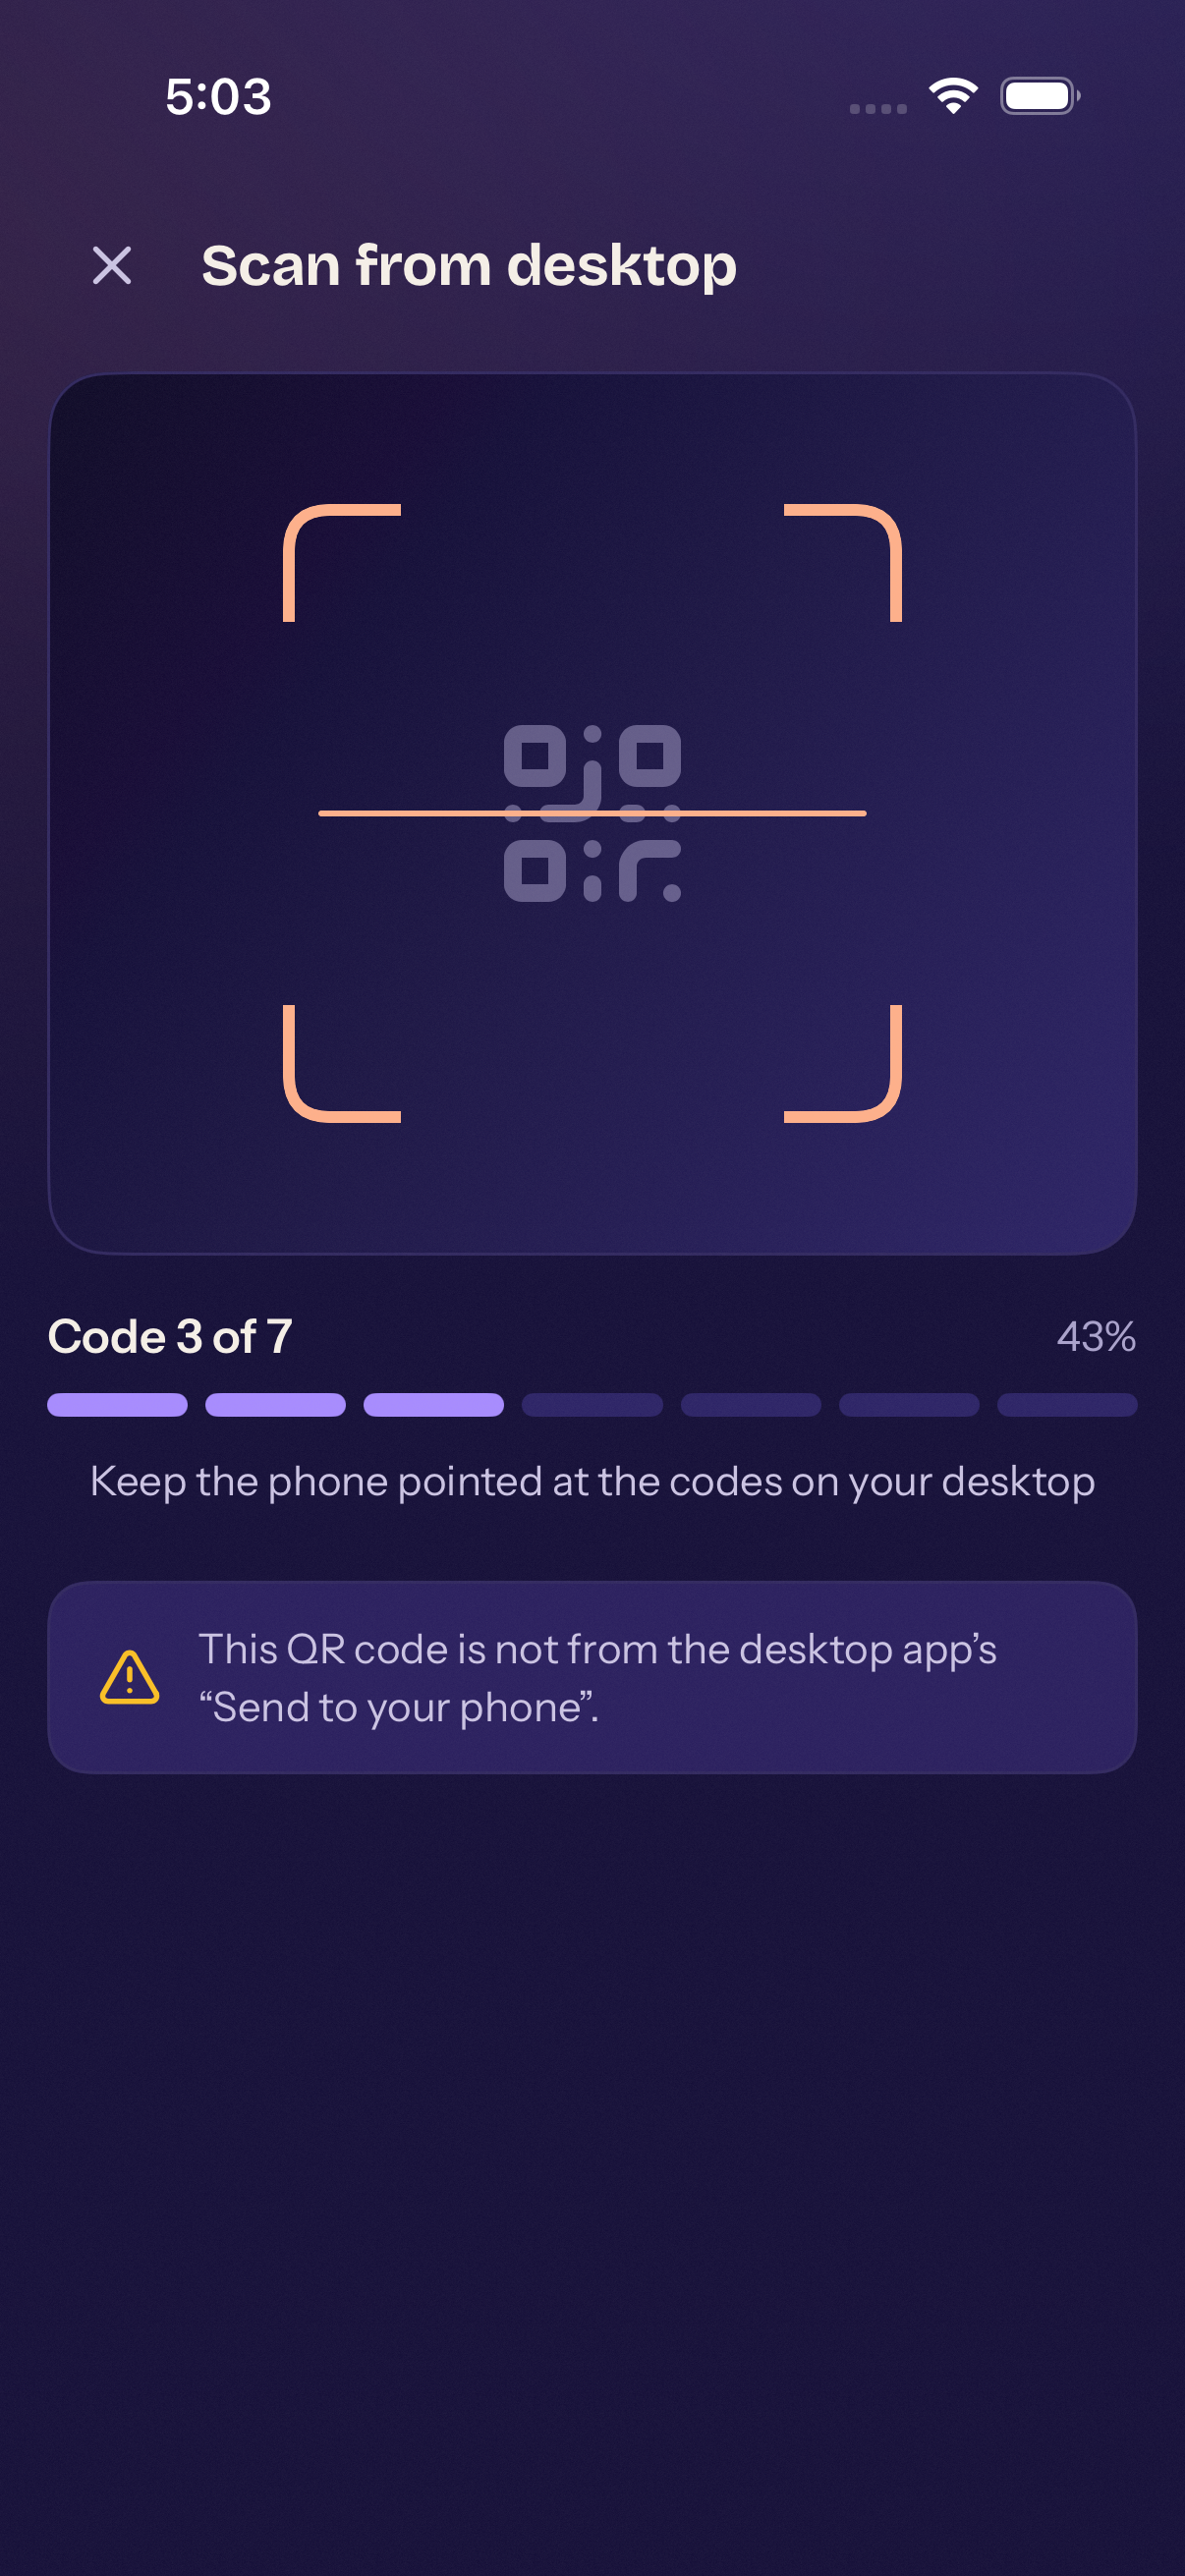 5:03
Scan from desktop
Code 3 of 7
43%
Keep the phone pointed at the codes on your desktop
This QR code is not from the desktop app’s
“Send to your phone”.